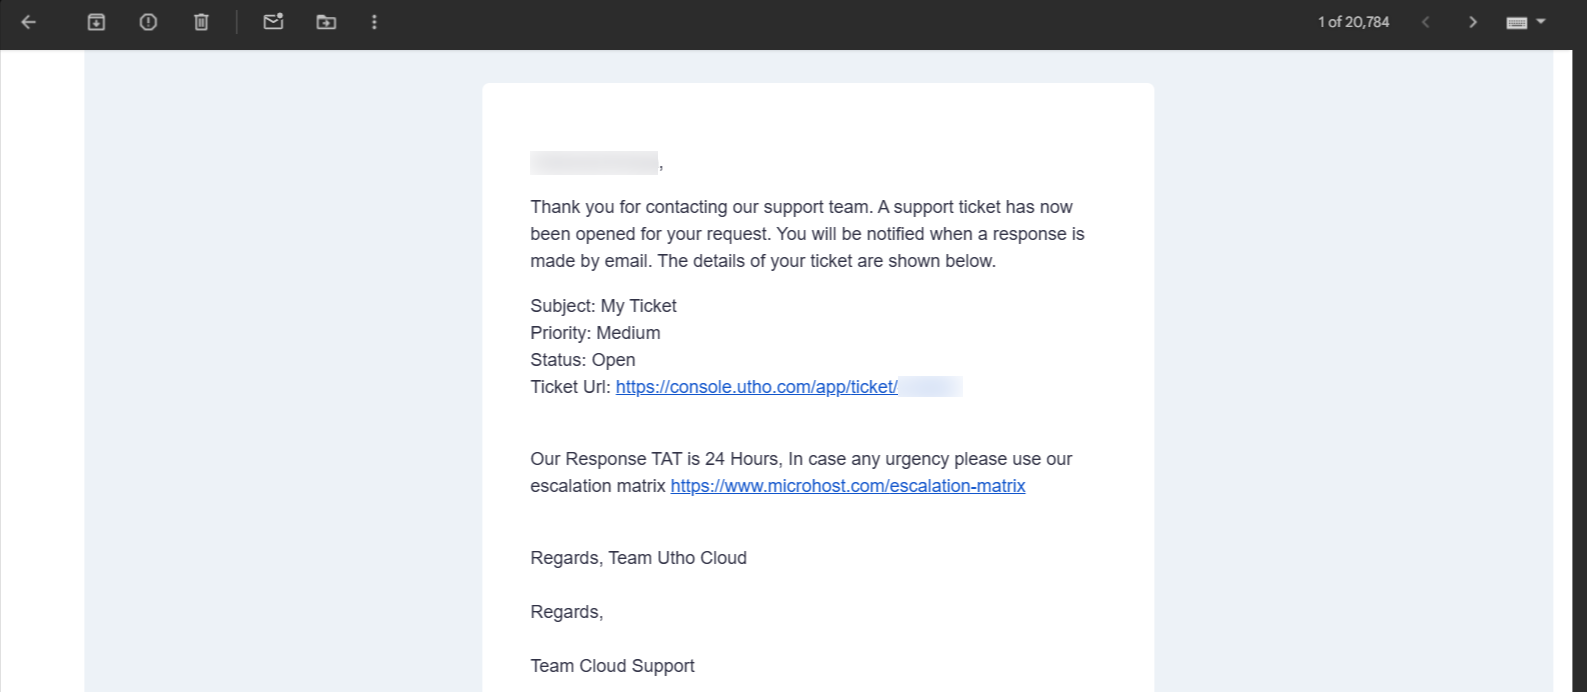 1 of 20,784
,
Thank you for contacting our support team. A support ticket has now
been opened for your request. You will be notified when a response is
made by email. The details of your ticket are shown below.
Subject: My Ticket
Priority: Medium
Status: Open
Ticket Url: https://console.utho.com/app/ticket/
Our Response TAT is 24 Hours, In case any urgency please use our
escalation matrix https://www.microhost.com/escalation-matrix
Regards, Team Utho Cloud
Regards,
Team Cloud Support